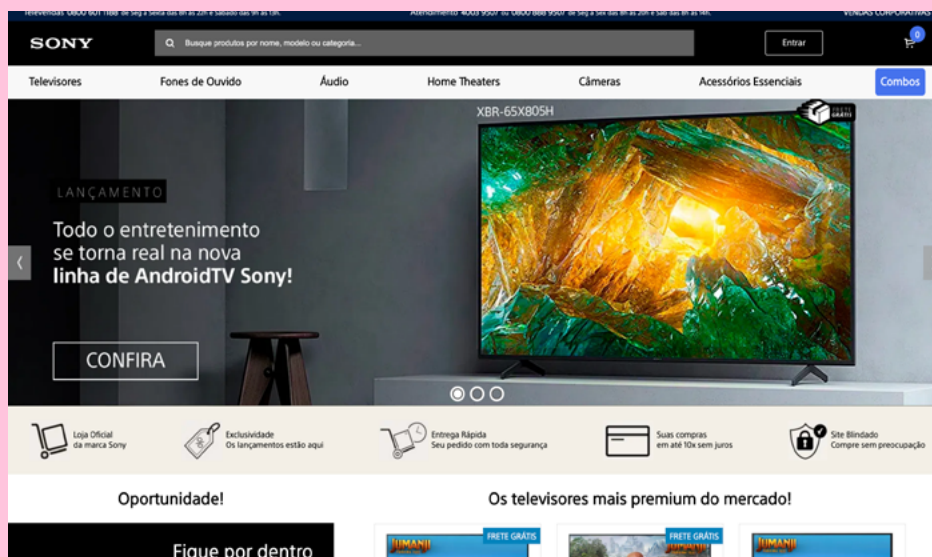 Televendas 0800 601 1188 de Seg à Sexta das 8h às 22h e Sábado das 9h às 15h.
Atendimento 4003 9507 ou 0800 888 9507 de Seg à Sex das 8h às 20h e Sáb das 8h às 14h.
VENDAS CORPORATIVAS
SONY
Busque produtos por nome, modelo ou categoria...
Entrar
0
Televisores
Fones de Ouvido
Áudio
Home Theaters
Câmeras
Acessórios Essenciais
Combos
XBR-65X805H
FRETE
GRÁTIS
LANÇAMENTO
Todo o entretenimento
se torna real na nova
linha de AndroidTV Sony!
CONFIRA
Loja Oficial
da marca Sony
Exclusividade
Os lançamentos estão aqui
Entrega Rápida
Seu pedido com toda segurança
Suas compras
em até 10x sem juros
Site Blindado
Compre sem preocupação
Oportunidade!
Os televisores mais premium do mercado!
Fique por dentro
JUMANJI
FRETE GRÁTIS
FRETE GRÁTIS
JUMANJI
JUMANJI